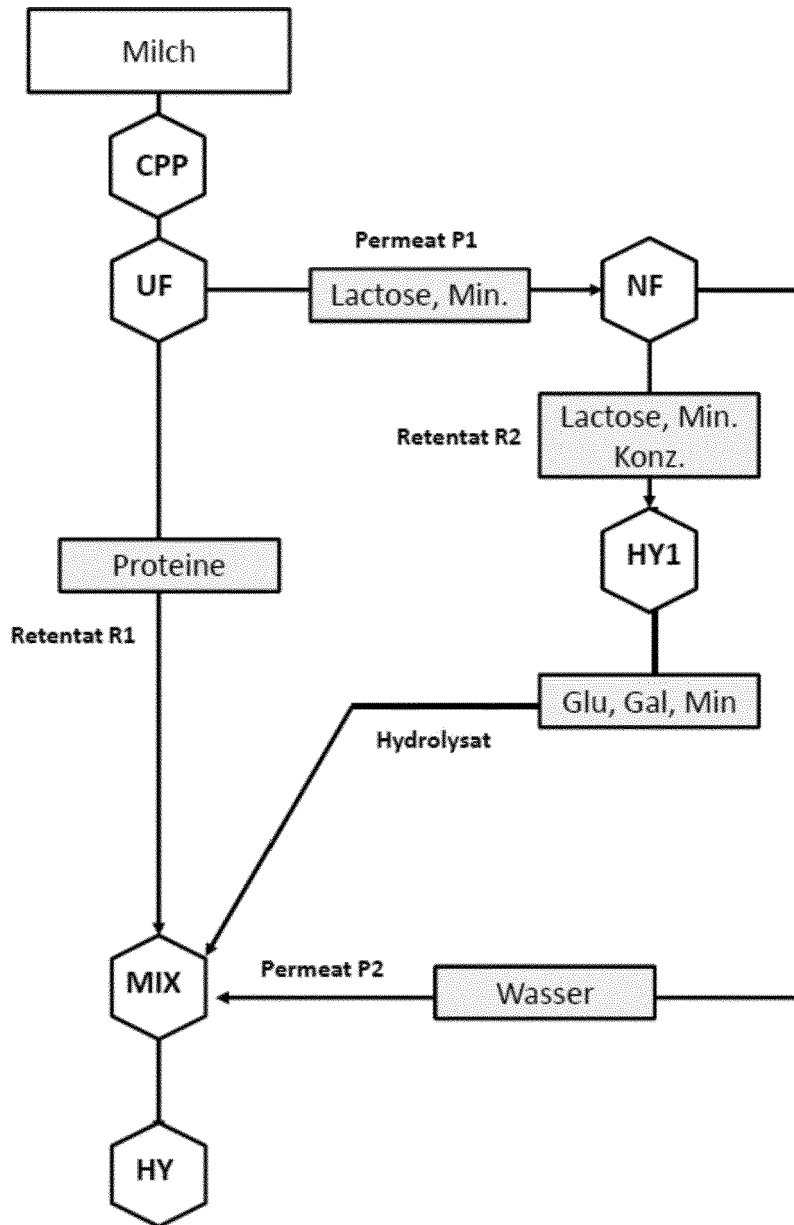 Milch
CPP
Permeat P1
UF
Lactose, Min.
NF
Retentat R2
Lactose, Min.
Konz.
HY1
Proteine
Retentat R1
Glu, Gal, Min
Hydrolysat
MIX
Permeat P2
Wasser
HY